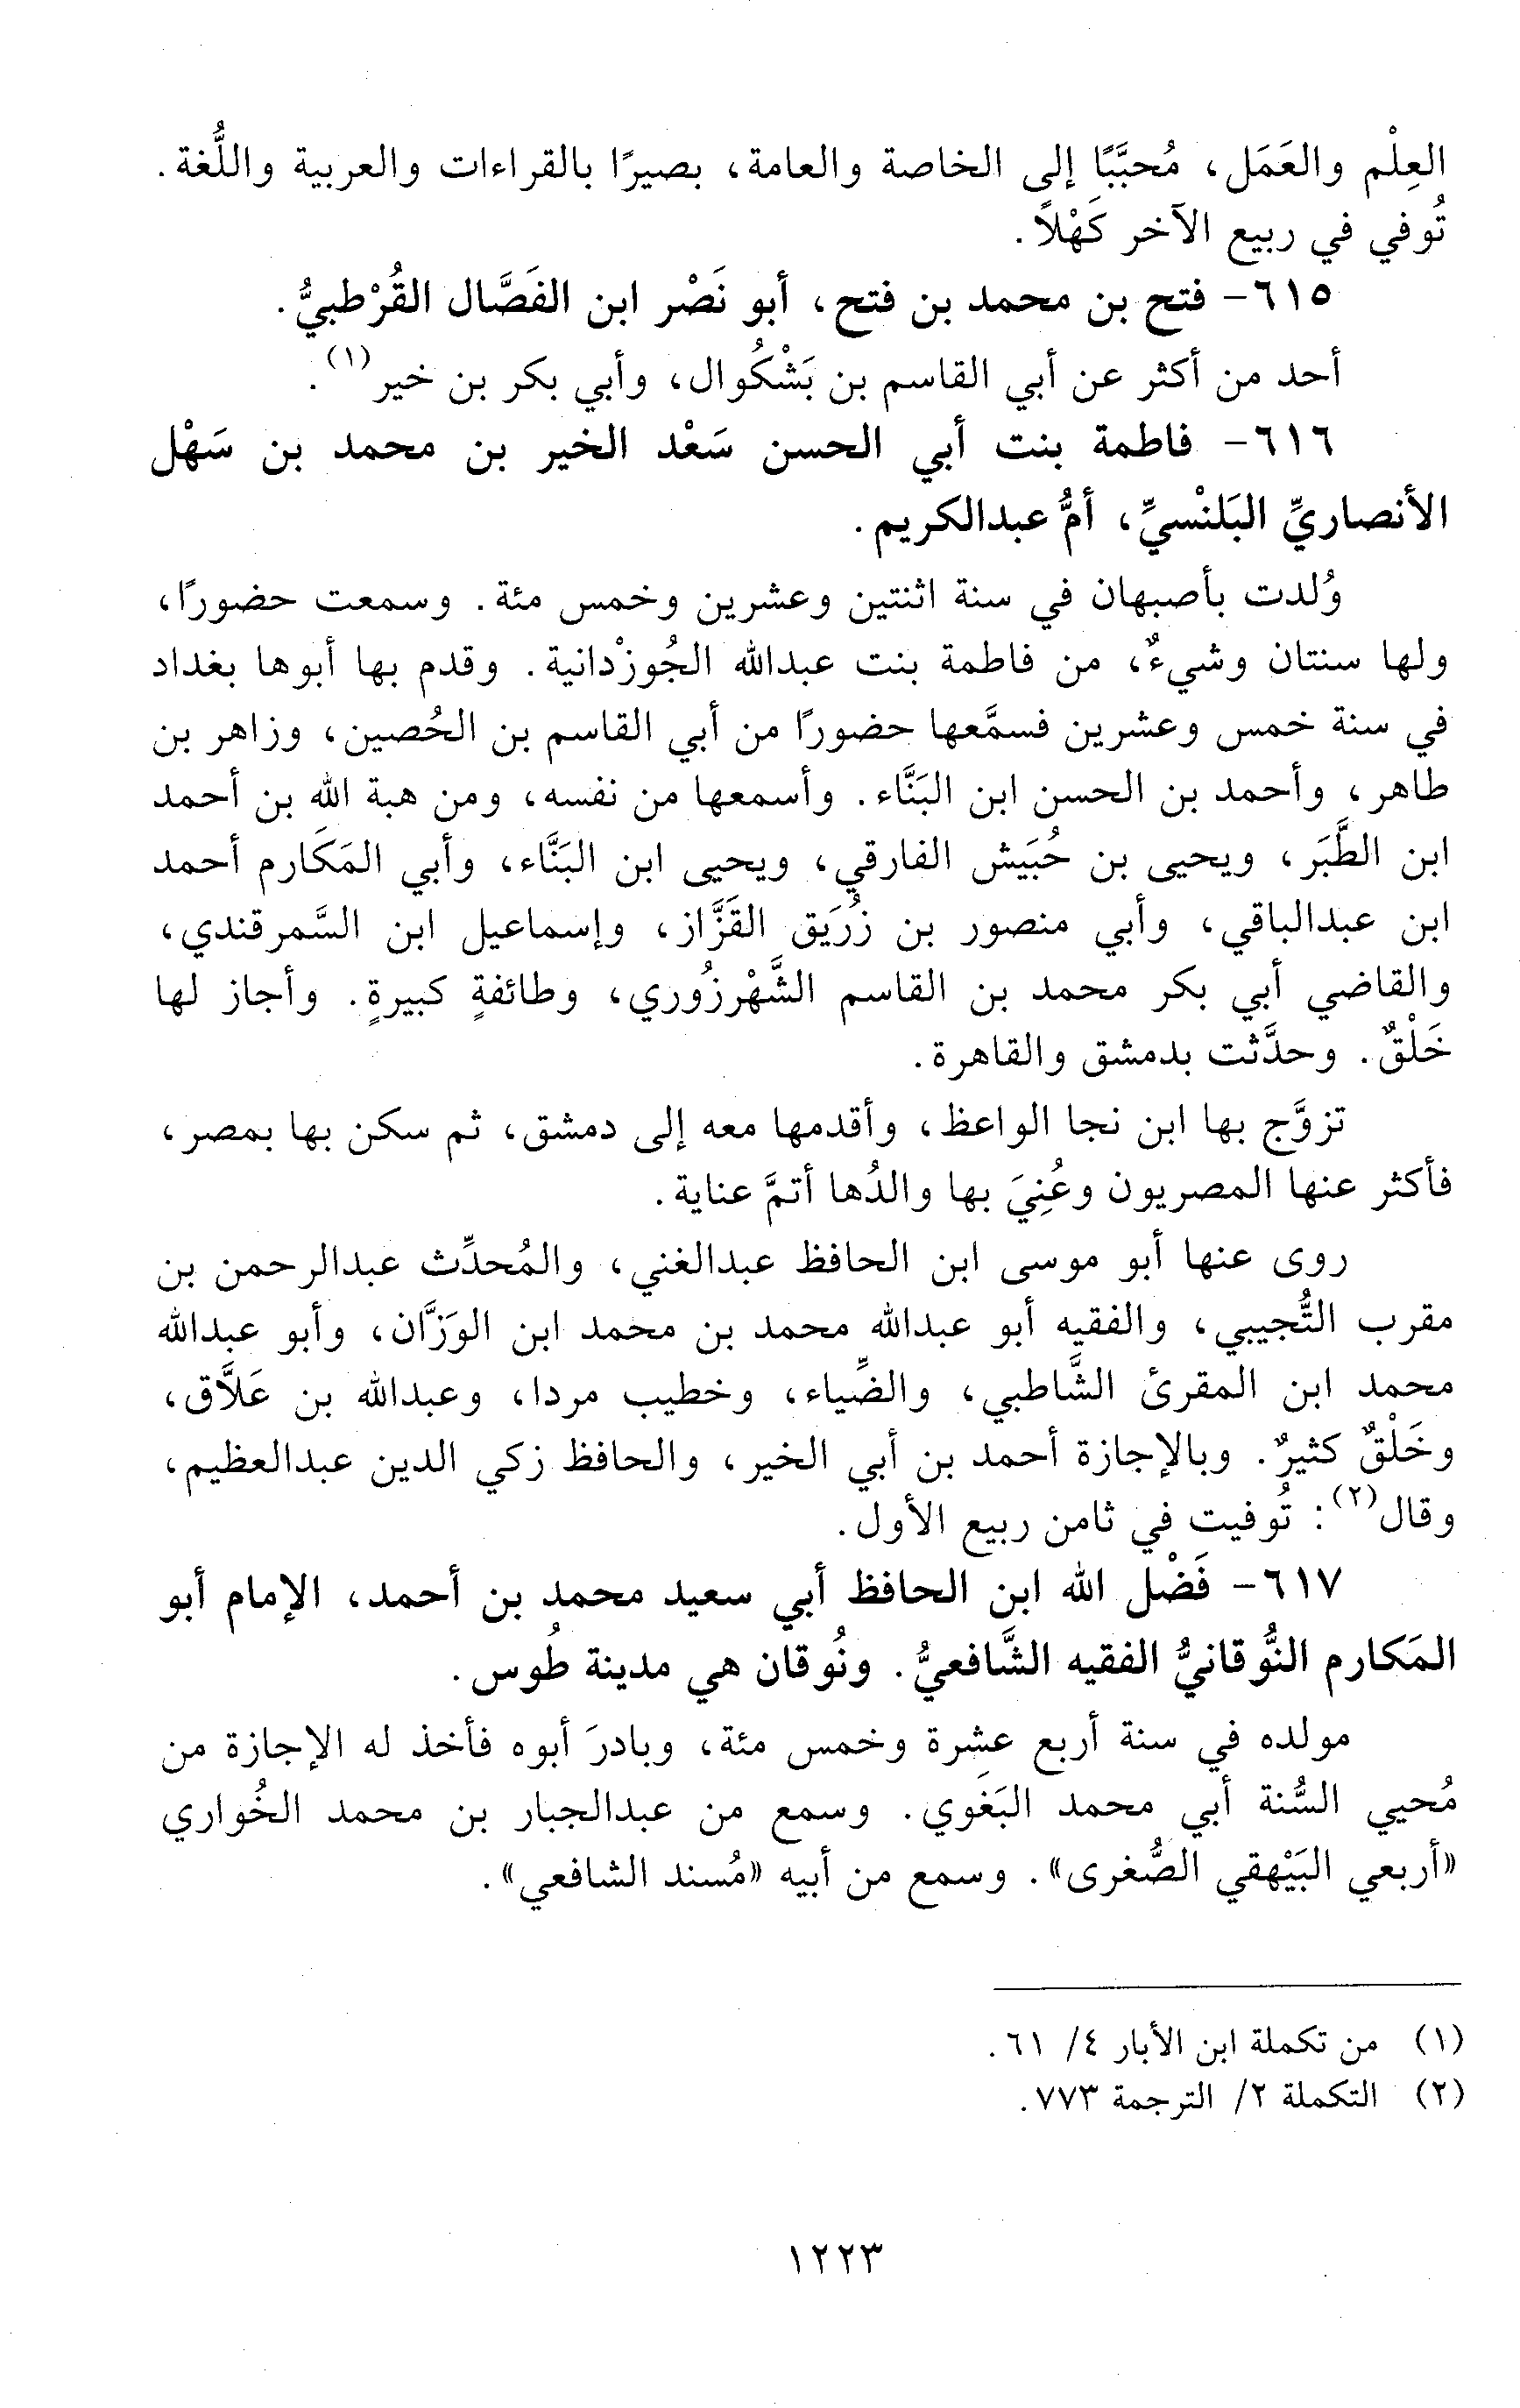 العِلْم والعَمَل، مُحبَّبًا إلى الخاصة والعامة، بصيرًا بالقراءات والعربية واللُّغة.
تُوفي في ربيع الآخر كَهْلاً.
٦١٥- فتح بن محمد بن فتح، أبو نَصْر ابن الفَصَّال القُرْطبيُّ.
أحد من أكثر عن أبي القاسم بن بَشْكُوال، وأبي بكر بن خير(١).
٦١٦- فاطمة بنت أبي الحسن سَعْد الخير بن محمد بن سَهْل
الأنصاريِّ البَلنْسيِّ، أمُّ عبدالكريم.
وُلدت بأصبهان في سنة اثنتين وعشرين وخمس مئة. وسمعت حضورًا،
ولها سنتان وشيءٌ، من فاطمة بنت عبدالله الجُوزْدانية. وقدم بها أبوها بغداد
في سنة خمس وعشرين فسمَّعها حضورًا من أبي القاسم بن الحُصين، وزاهر بن
طاهر، وأحمد بن الحسن ابن البَنَّاء. وأسمعها من نفسه، ومن هبة الله بن أحمد
ابن الطَّبَر، ويحيى بن حُبَيش الفارقي، ويحيى ابن البَنَّاء، وأبي المَكَارم أحمد
ابن عبدالباقي، وأبي منصور بن زُرَيق القَزَّاز، وإسماعيل ابن السَّمرقندي،
والقاضي أبي بكر محمد بن القاسم الشَّهْرزُوري، وطائفةٍ كبيرةٍ. وأجاز لها
خَلْقٌ. وحدَّثت بدمشق والقاهرة.
تزوَّج بها ابن نجا الواعظ، وأقدمها معه إلى دمشق، ثم سكن بها بمصر،
فأكثر عنها المصريون وعُنِيَ بها والدُها أتمَّ عناية.
روى عنها أبو موسى ابن الحافظ عبدالغني، والمُحدِّث عبدالرحمن بن
مقرب التُّجيبي، والفقيه أبو عبدالله محمد بن محمد ابن الوَزَّان، وأبو عبدالله
محمد ابن المقرئ الشَّاطبي، والضِّياء، وخطيب مردا، وعبدالله بن عَلاَّق،
وخَلْقٌ كثيرٌ. وبالإجازة أحمد بن أبي الخير، والحافظ زكي الدين عبدالعظيم،
وقال(٢): تُوفيت في ثامن ربيع الأول.
٦١٧- فَضْل الله ابن الحافظ أبي سعيد محمد بن أحمد، الإمام أبو
المَكارم النُّوقانيُّ الفقيه الشَّافعيُّ. ونُوقان هي مدينة طُوس.
مولده في سنة أربع عشرة وخمس مئة، وبادرَ أبوه فأخذ له الإجازة من
مُحيي السُّنة أبي محمد البَغَوي. وسمع من عبدالجبار بن محمد الخُواري
«أربعي البَيْهقي الصُّغرى». وسمع من أبيه «مُسند الشافعي».
(١) من تكملة ابن الأبار ٤/ ٦١.
(٢) التكملة ٢/ الترجمة ٧٧٣.
١٢٢٣